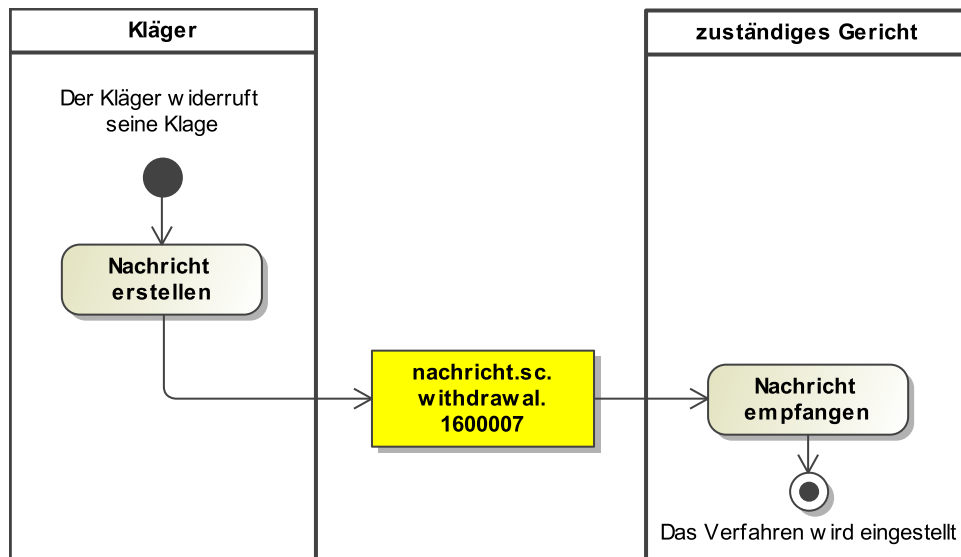 Kläger
zuständiges Gericht
Der Kläger widerruft
seine Klage
Nachricht
erstellen
nachricht.sc.
withdrawal.
1600007
Nachricht
empfangen
Das Verfahren wird eingestellt